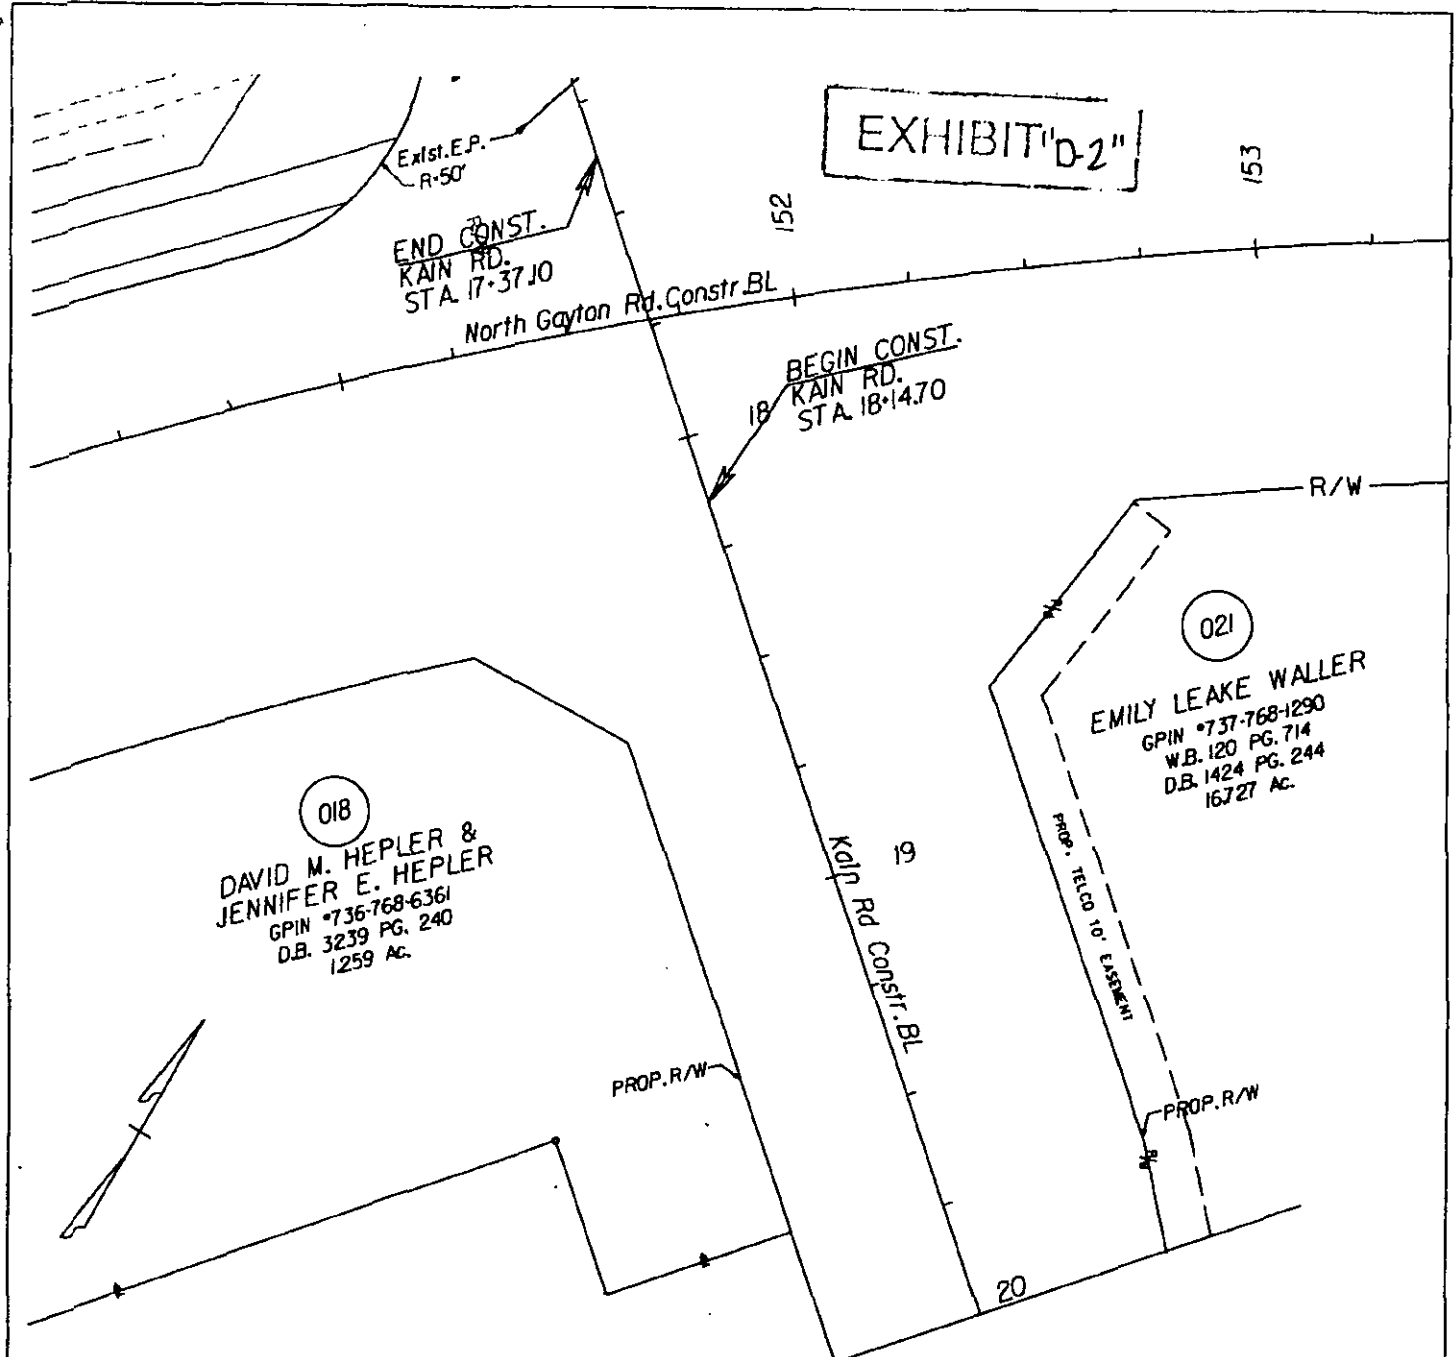 EXHIBIT "D-2"
153
152
Exist. E.P.
R=50'
END CONST.
KAIN RD.
STA. 17+37.10
North Gayton Rd. Constr. BL
BEGIN CONST.
KAIN RD.
STA. 18+14.70
18
R/W
021
EMILY LEAKE WALLER
GPIN #737-768-1290
W.B. 120 PG. 714
D.B. 1424 PG. 244
16.727 Ac.
018
DAVID M. HEPLER &
JENNIFER E. HEPLER
GPIN #736-768-6361
D.B. 3239 PG. 240
1.259 Ac.
Kain Rd Constr. BL
19
PROP. TELCO 10' EASEMENT
PROP. R/W
PROP. R/W
20